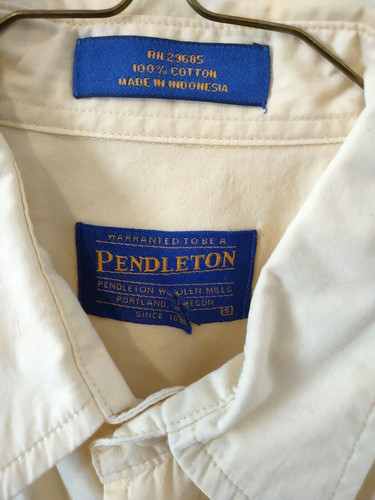 RN 29685
100% COTTON
MADE IN INDONESIA
WARRANTED TO BE A
PENDLETON
PENDLETON WOOLEN MILLS
PORTLAND OREGON
SINCE